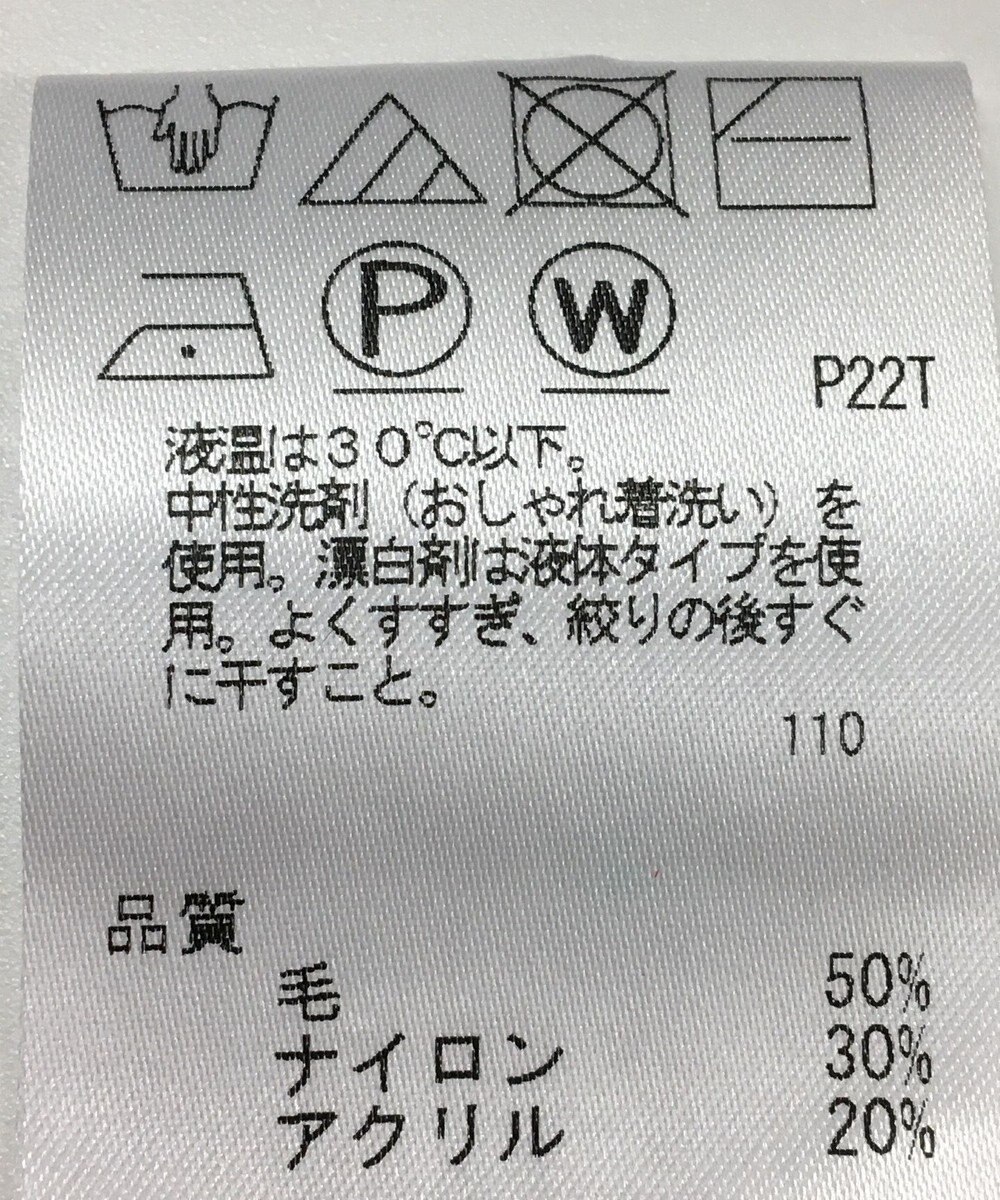 P
W
P22T
液温は30℃以下。
中性洗剤（おしゃれ着洗い）を
使用。漂白剤は液体タイプを使
用。よくすすぎ、絞りの後すぐ
に干すこと。
110
品質
毛 50%
ナイロン 30%
アクリル 20%